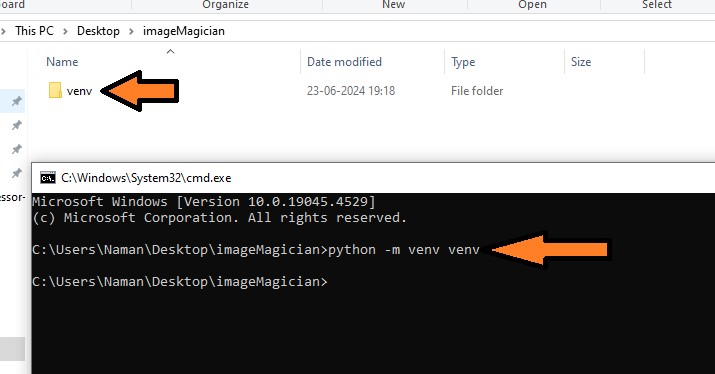 oard Organize New Open Select
This PC > Desktop > imageMagician
Name Date modified Type Size
venv 23-06-2024 19:18 File folder
essor-
C:\Windows\System32\cmd.exe
Microsoft Windows [Version 10.0.19045.4529]
(c) Microsoft Corporation. All rights reserved.
C:\Users\Naman\Desktop\imageMagician>python -m venv venv
C:\Users\Naman\Desktop\imageMagician>